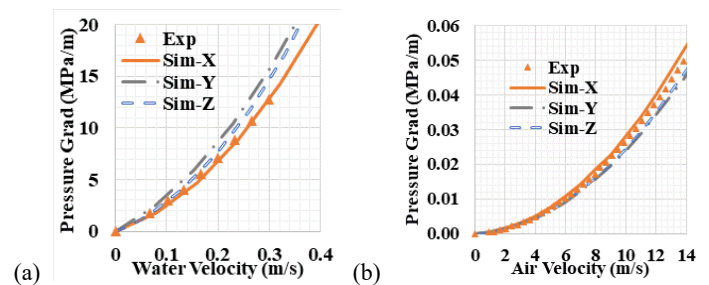 (a)
Pressure Grad (MPa/m)
20
15
10
5
0
Exp
Sim-X
Sim-Y
Sim-Z
0
0.1
0.2
0.3
0.4
Water Velocity (m/s)
(b)
Pressure Grad (MPa/m)
0.06
0.05
0.04
0.03
0.02
0.01
0.00
Exp
Sim-X
Sim-Y
Sim-Z
0
2
4
6
8
10
12
14
Air Velocity (m/s)